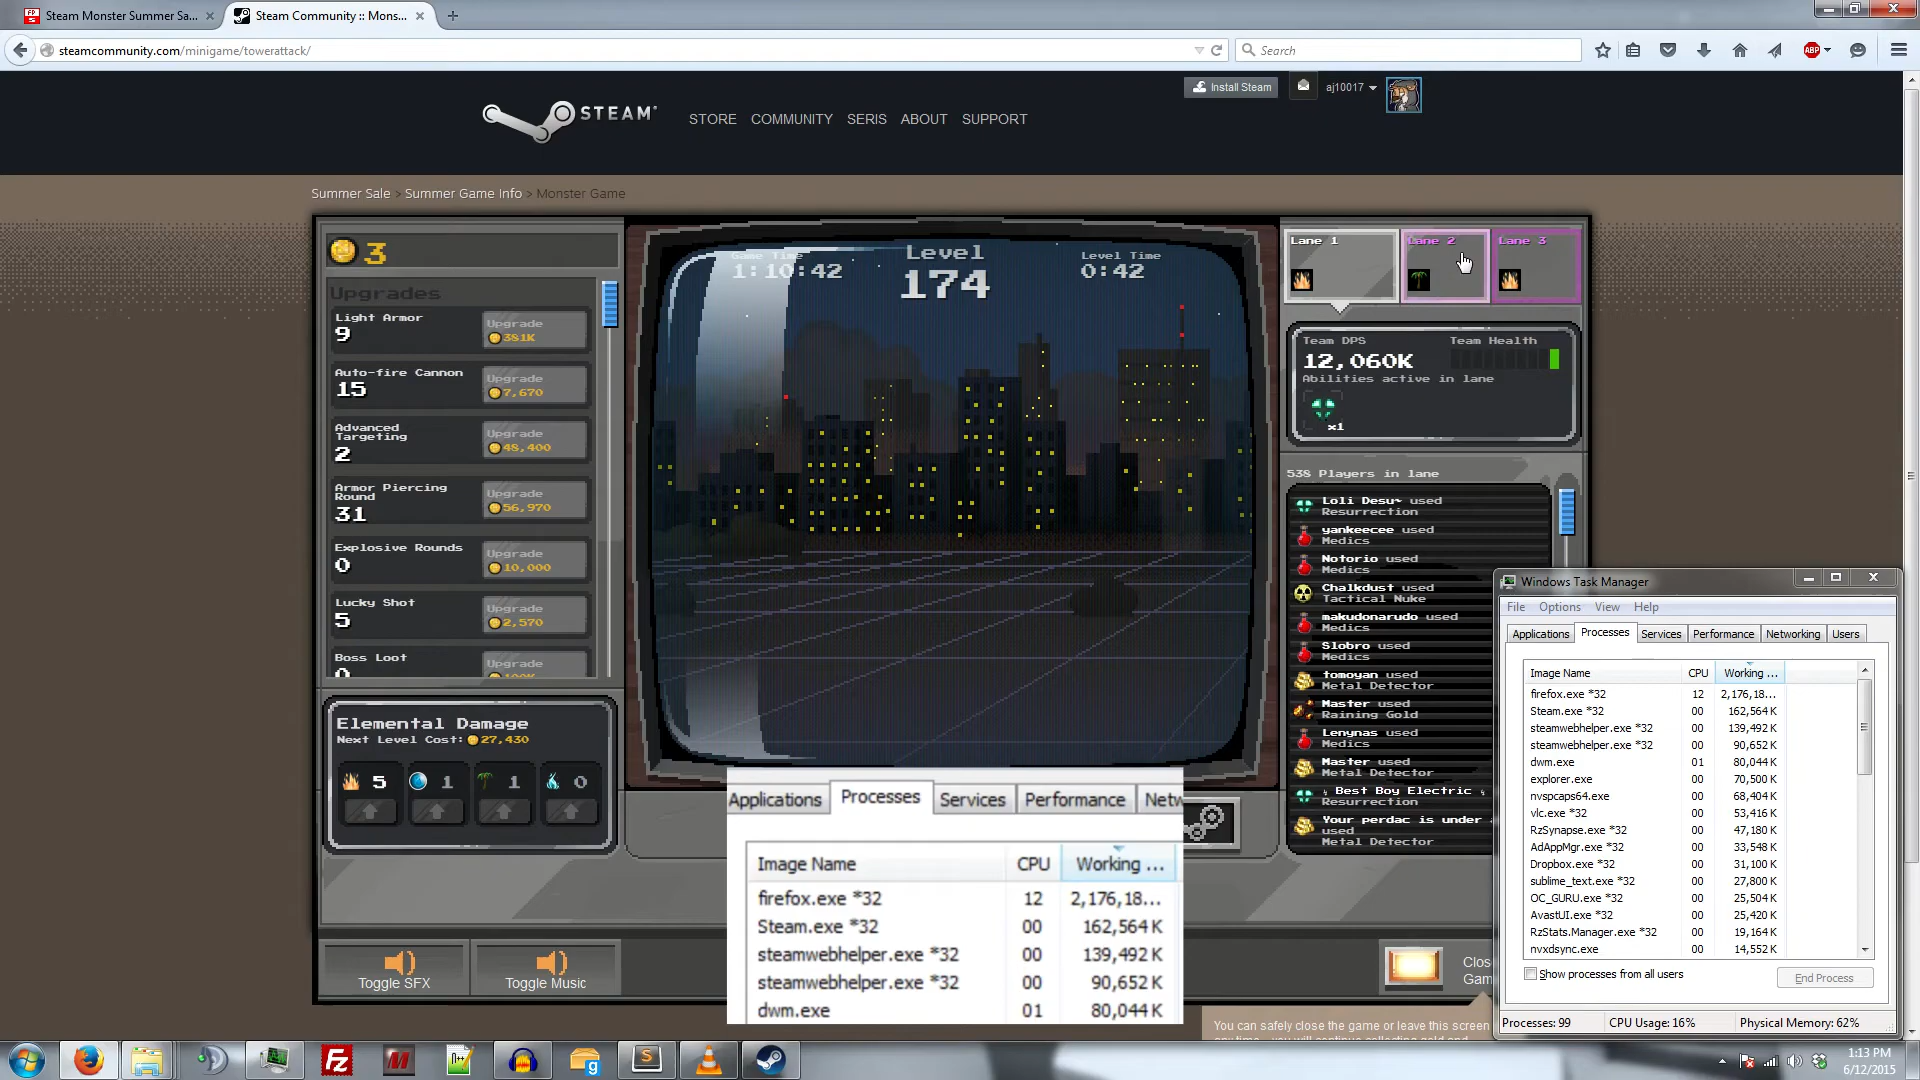 Steam Monster Summer Sa...
Steam Community :: Mons...
steamcommunity.com/minigame/towerattack/
Search
ABP
Install Steam
aj10017
STEAM
STORE COMMUNITY SERIS ABOUT SUPPORT
Summer Sale > Summer Game Info > Monster Game
3
Upgrades
Light Armor
9
Upgrade
381K
Auto-fire Cannon
15
Upgrade
7,670
Advanced
Targeting
2
Upgrade
48,400
Armor Piercing
Round
31
Upgrade
56,970
Explosive Rounds
0
Upgrade
10,000
Lucky Shot
5
Upgrade
2,570
Boss Loot
0
Upgrade
Elemental Damage
Next Level Cost: 27,430
5 1 1 0
Toggle SFX
Toggle Music
Game Time
1:10:42
Level
174
Level Time
0:42
Lane 1
Lane 2
Lane 3
Team DPS
12,060K
Team Health
Abilities active in lane
x1
538 Players in lane
Loli Desu~ used
Resurrection
yankeecee used
Medics
Notorio used
Medics
Chalkdust used
Tactical Nuke
makudonarudo used
Medics
Slobro used
Medics
tomoyan used
Metal Detector
Master used
Raining Gold
Lenynas used
Medics
Master used
Metal Detector
Best Boy Electric
Resurrection
Your perdac is under
used
Metal Detector
Clos
Gam
You can safely close the game or leave this screen
Applications Processes Services Performance Netw
Image Name CPU Working ...
firefox.exe *32 12 2,176,18...
Steam.exe *32 00 162,564 K
steamwebhelper.exe *32 00 139,492 K
steamwebhelper.exe *32 00 90,652 K
dwm.exe 01 80,044 K
Windows Task Manager
File Options View Help
Applications Processes Services Performance Networking Users
Image Name CPU Working ...
firefox.exe *32 12 2,176,18...
Steam.exe *32 00 162,564 K
steamwebhelper.exe *32 00 139,492 K
steamwebhelper.exe *32 00 90,652 K
dwm.exe 01 80,044 K
explorer.exe 00 70,500 K
nvspcaps64.exe 00 68,404 K
vlc.exe *32 00 53,416 K
RzSynapse.exe *32 00 47,180 K
AdAppMgr.exe *32 00 33,548 K
Dropbox.exe *32 00 31,100 K
sublime_text.exe *32 00 27,800 K
OC_GURU.exe *32 00 25,504 K
AvastUI.exe *32 00 25,420 K
RzStats.Manager.exe *32 00 19,164 K
nvxdsync.exe 00 14,552 K
Show processes from all users
End Process
Processes: 99 CPU Usage: 16% Physical Memory: 62%
1:13 PM
6/12/2015